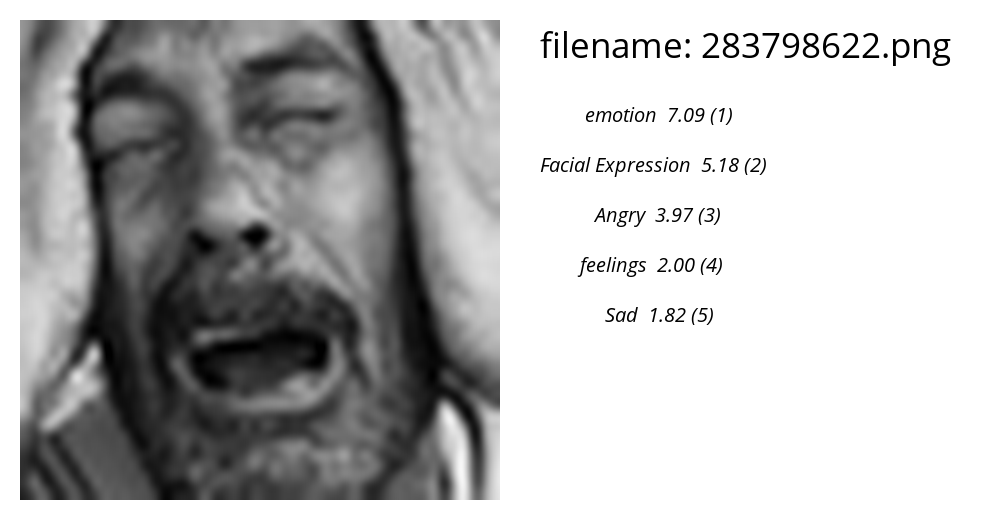 filename: 283798622.png
emotion 7.09 (1)
Facial Expression 5.18 (2)
Angry 3.97 (3)
feelings 2.00 (4)
Sad 1.82 (5)